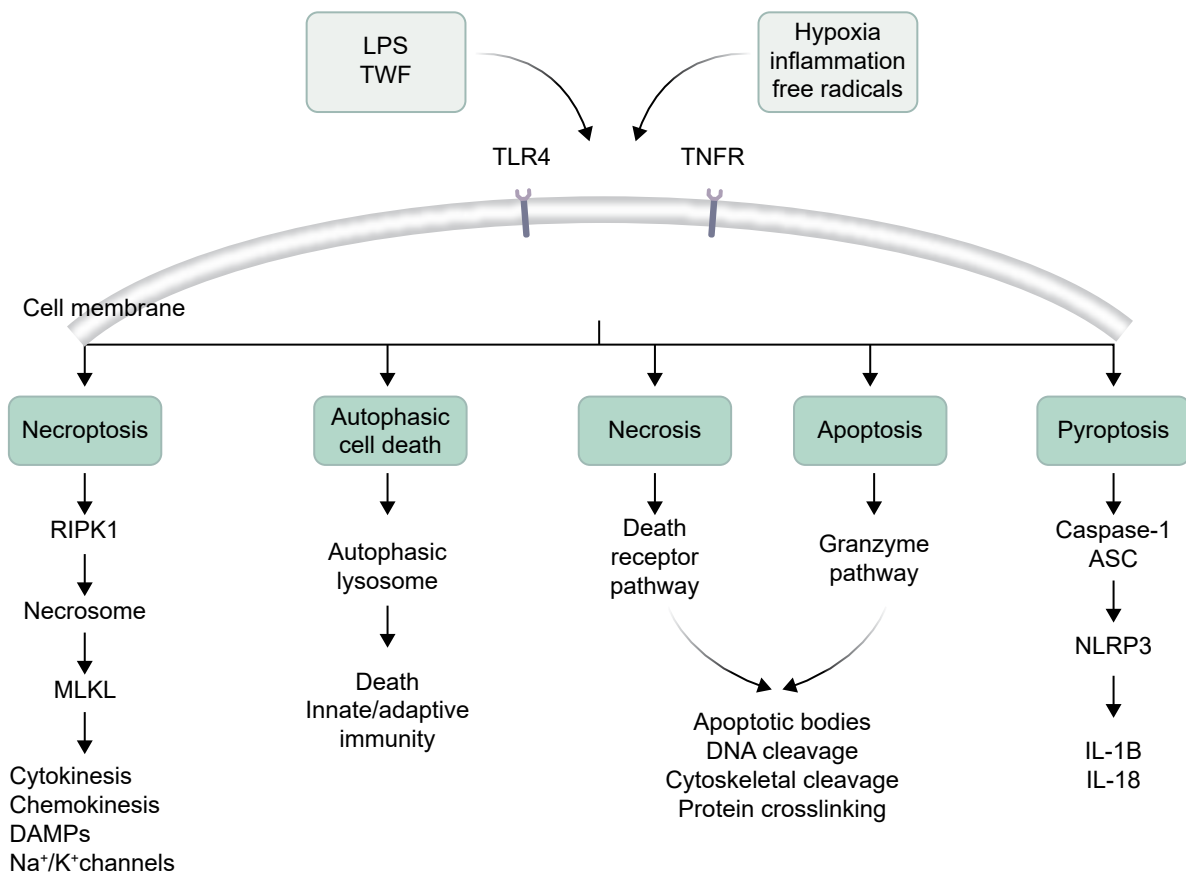 LPS
TWF
Hypoxia
inflammation
free radicals
TLR4
TNFR
Cell membrane
Necroptosis
Autophasic
cell death
Necrosis
Apoptosis
Pyroptosis
RIPK1
Necrosome
MLKL
Cytokinesis
Chemokinesis
DAMPs
Na⁺/K⁺channels
Autophasic
lysosome
Death
Innate/adaptive
immunity
Death
receptor
pathway
Granzyme
pathway
Apoptotic bodies
DNA cleavage
Cytoskeletal cleavage
Protein crosslinking
Caspase-1
ASC
NLRP3
IL-1B
IL-18